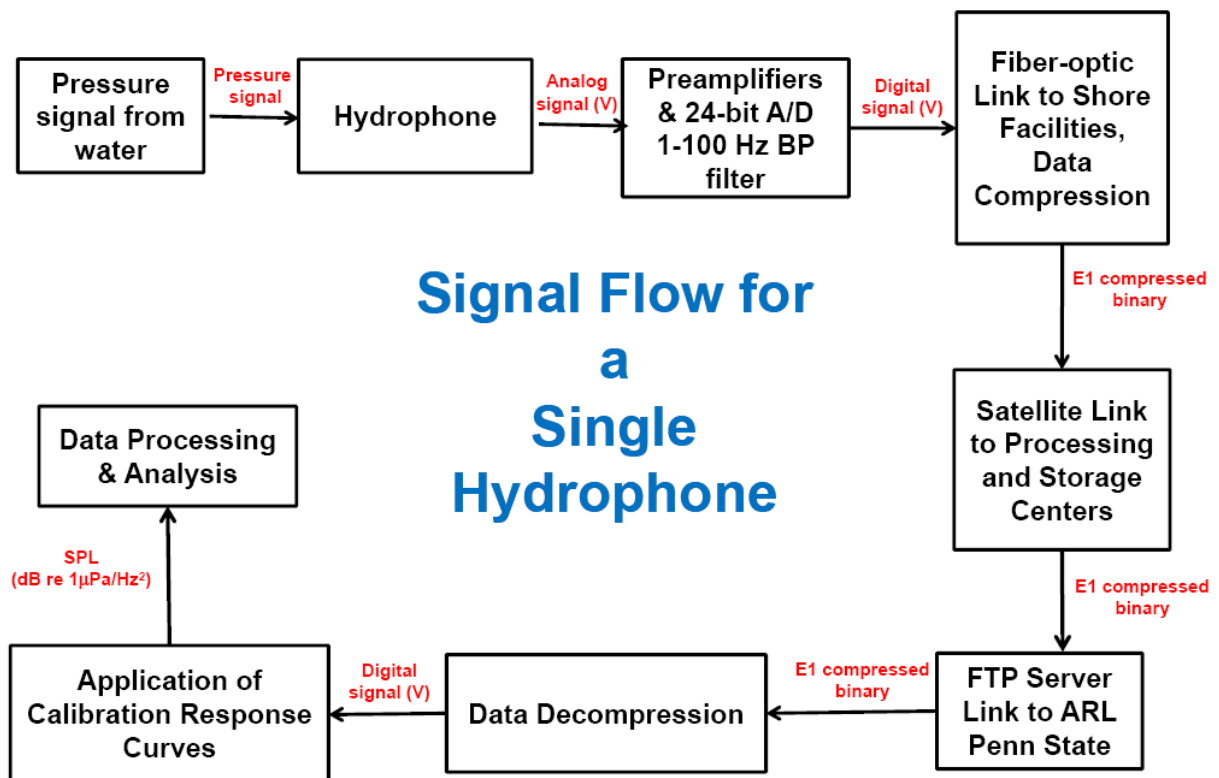 Pressure
signal from
water
Pressure
signal
Hydrophone
Analog
signal (V)
Preamplifiers
& 24-bit A/D
1-100 Hz BP
filter
Digital
signal (V)
Fiber-optic
Link to Shore
Facilities,
Data
Compression
E1 compressed
binary
Signal Flow for
a
Single
Hydrophone
Satellite Link
to Processing
and Storage
Centers
E1 compressed
binary
FTP Server
Link to ARL
Penn State
E1 compressed
binary
Data Decompression
Digital
signal (V)
Application of
Calibration Response
Curves
SPL
(dB re 1µPa/Hz²)
Data Processing
& Analysis